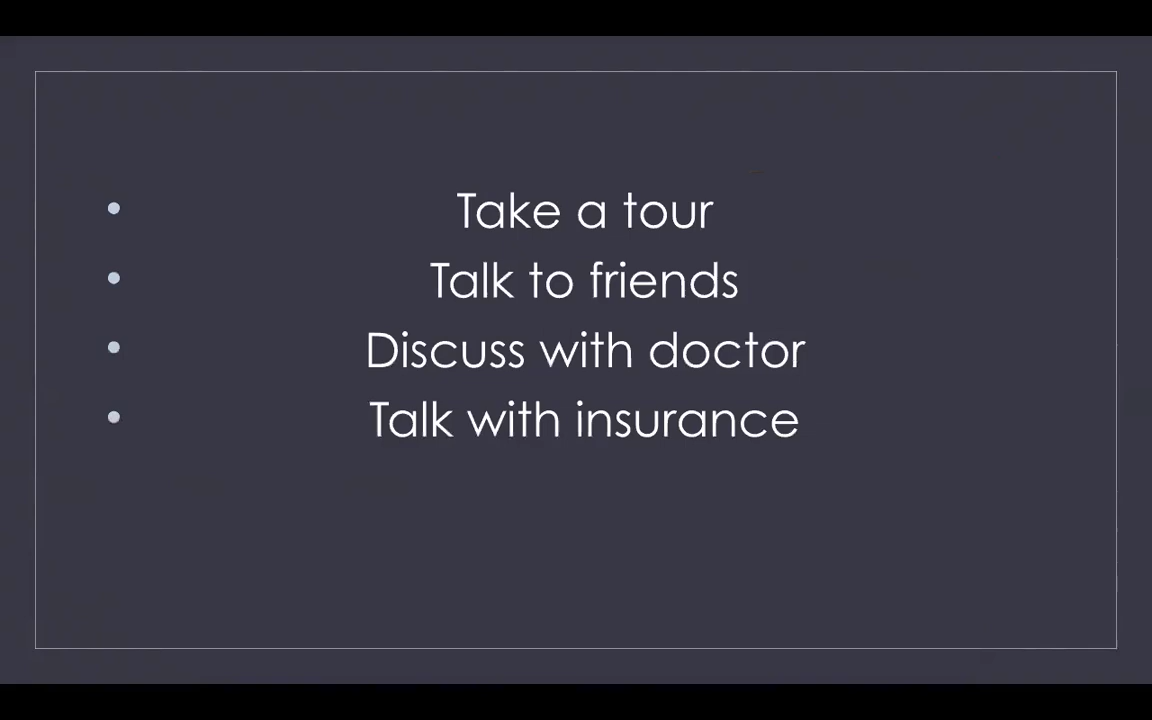 • Take a tour
• Talk to friends
• Discuss with doctor
• Talk with insurance